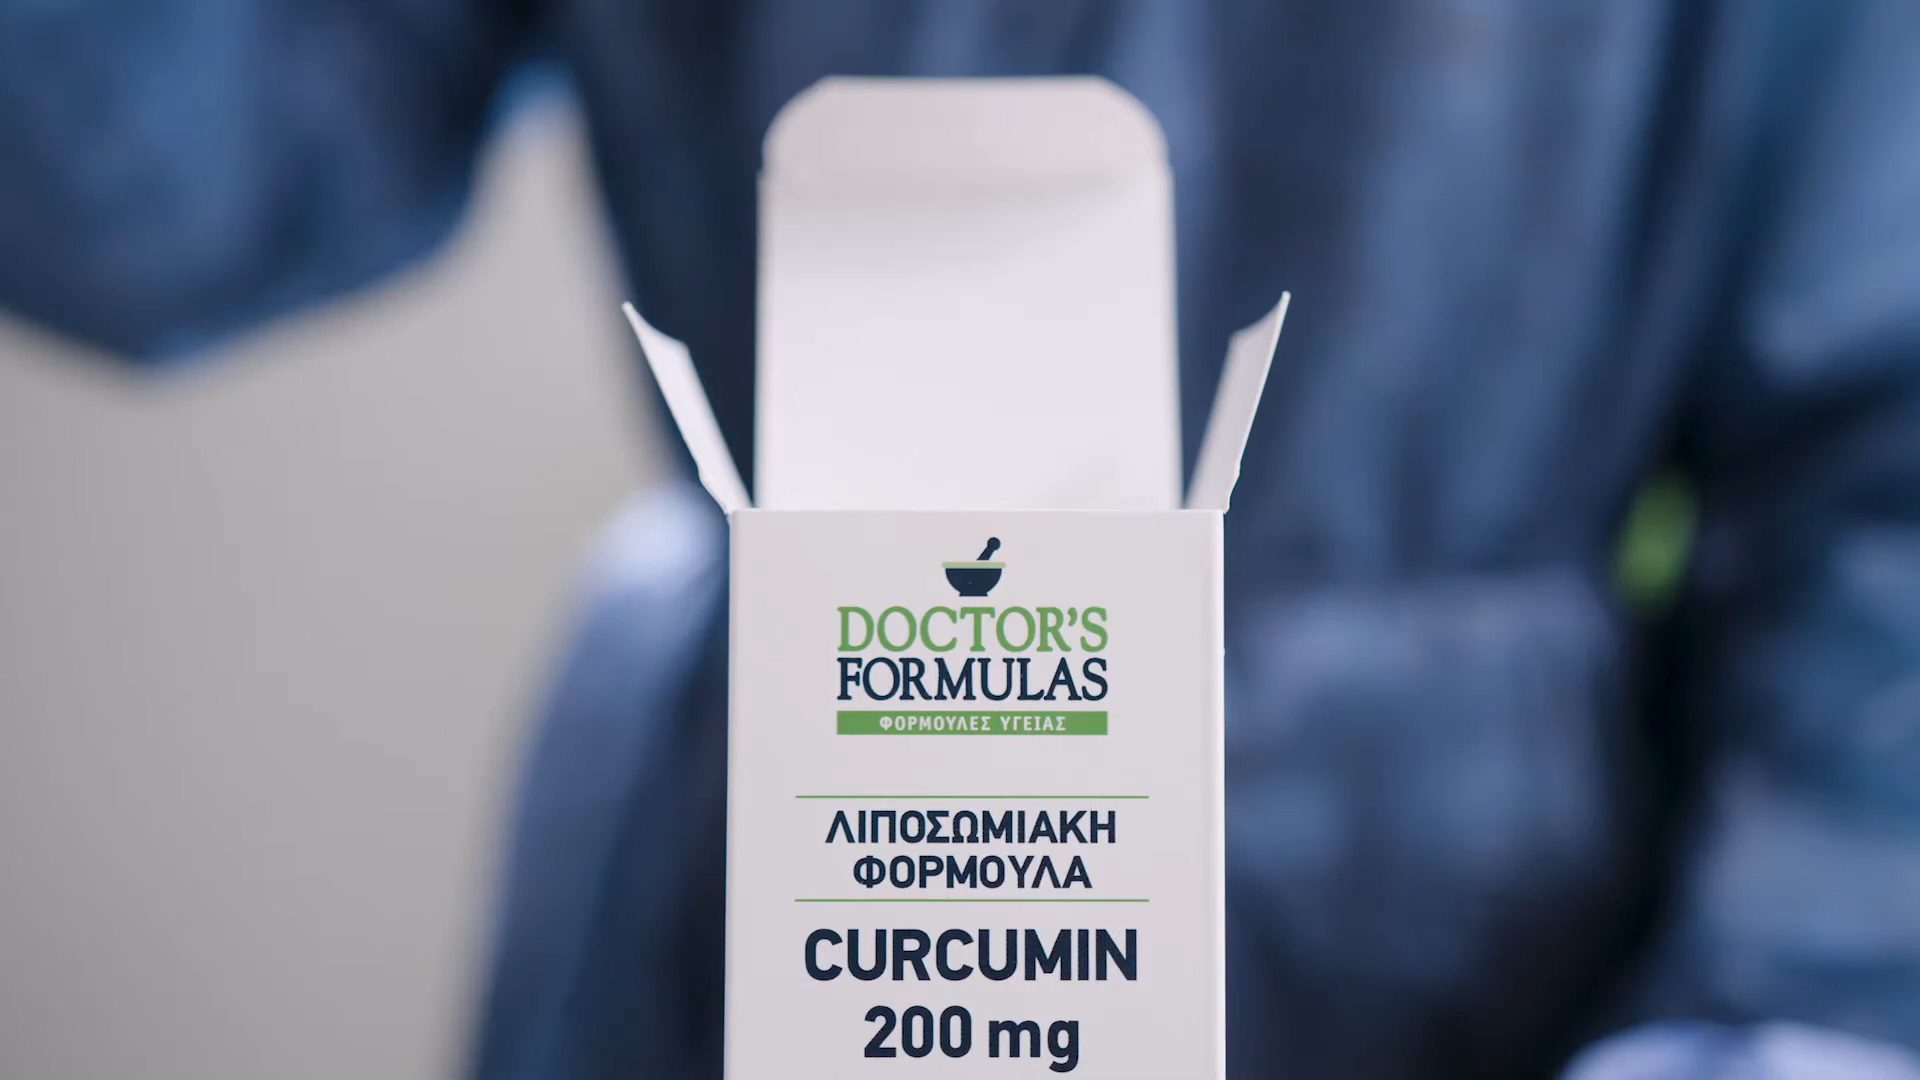 DOCTOR'S
FORMULAS
ΦΟΡΜΟΥΛΕΣ ΥΓΕΙΑΣ
ΛΙΠΟΣΩΜΙΑΚΗ
ΦΟΡΜΟΥΛΑ
CURCUMIN
200 mg